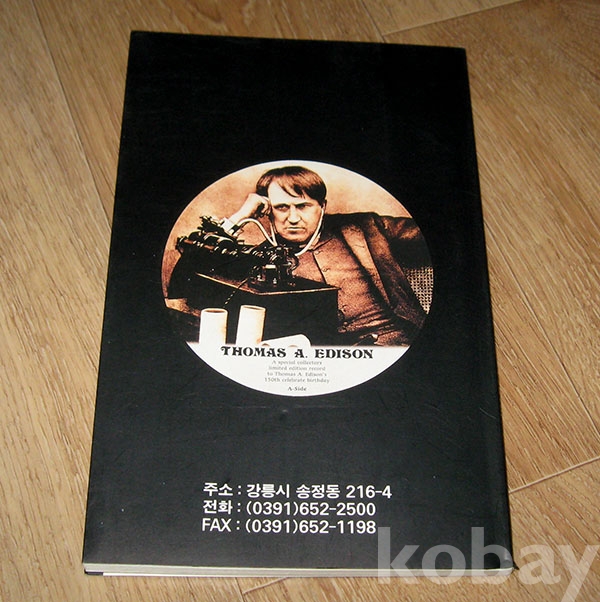 THOMAS A. EDISON
A special collectors
limited edition record
to Thomas A. Edison's
150th celebrate birthday
A-Side
주소 : 강릉시 송정동 216-4
전화 : (0391)652-2500
FAX : (0391)652-1198
kobay